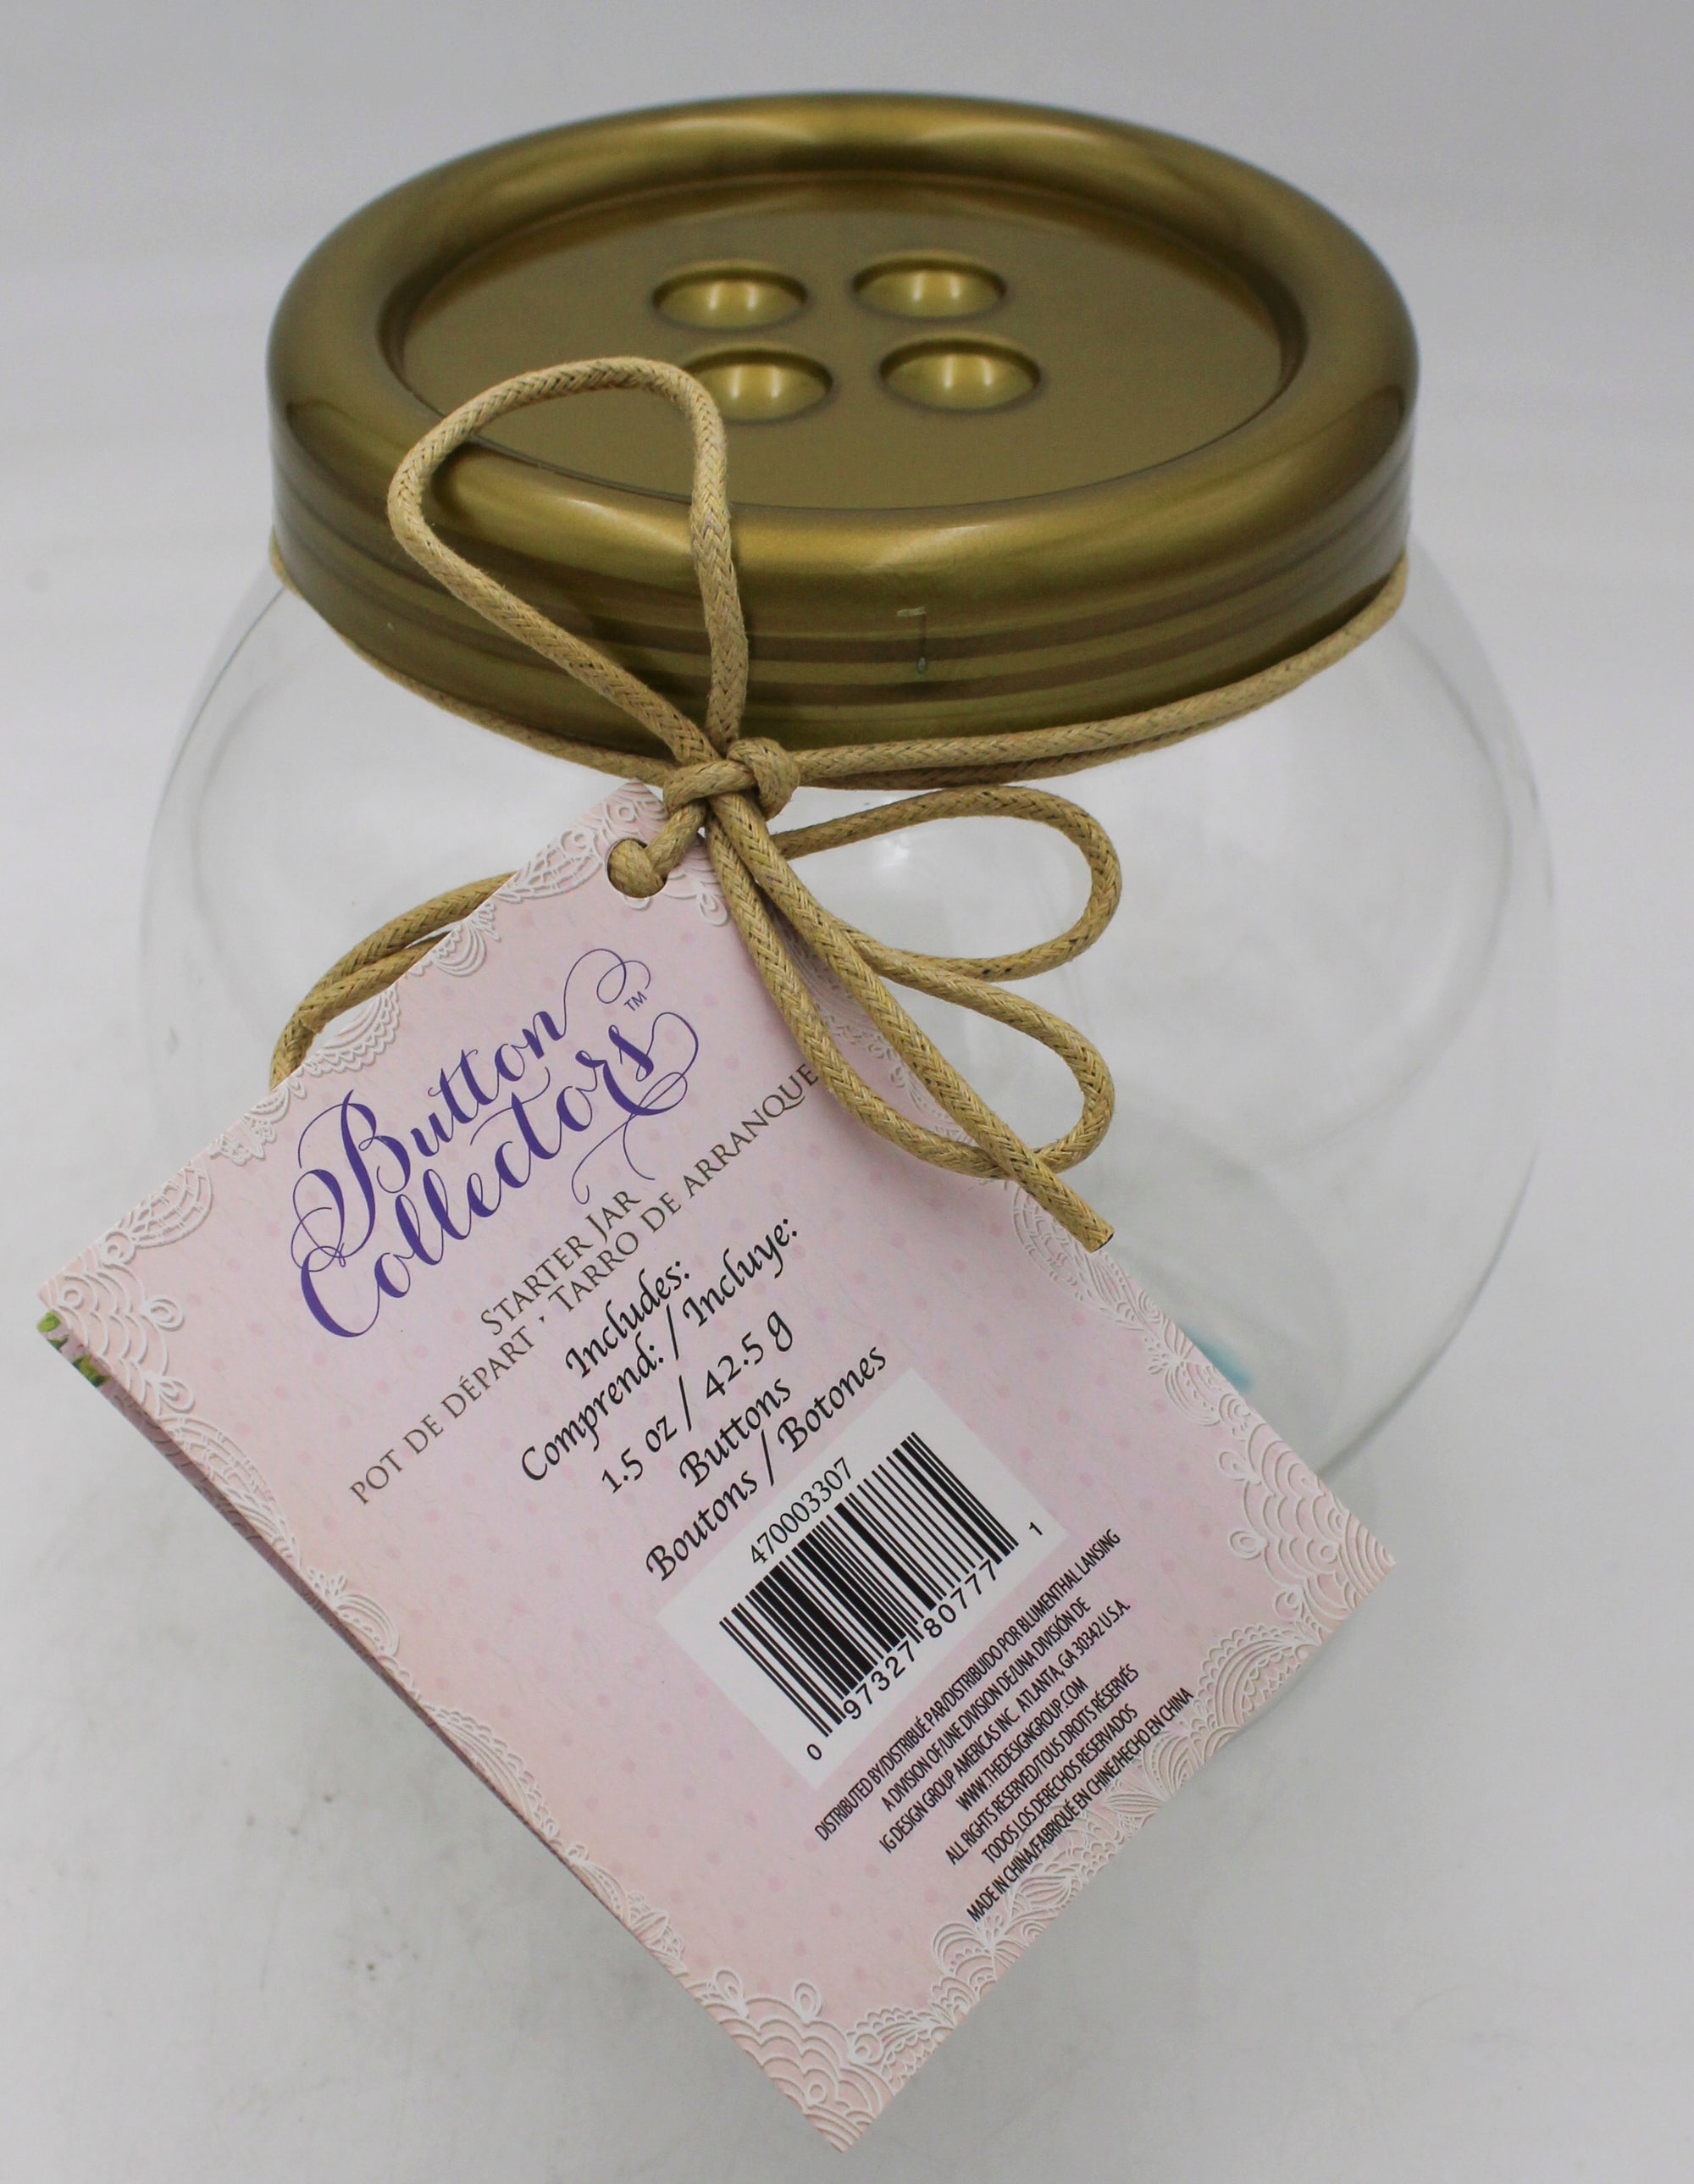 Button
Collectors™
STARTER JAR
POT DE DÉPART • TARRO DE ARRANQUE
Includes:
Comprend: / Incluye:
1.5 oz / 42.5 g
Buttons
Boutons / Botones
470003307
0 97327 80777 1
DISTRIBUTED BY/DISTRIBUÉ PAR/DISTRIBUIDO POR BLUMENTHAL LANSING
A DIVISION OF/UNE DIVISION DE/UNA DIVISIÓN DE
IG DESIGN GROUP AMERICAS INC. ATLANTA, GA 30342 U.S.A.
WWW.THEDESIGNGROUP.COM
ALL RIGHTS RESERVED/TOUS DROITS RÉSERVÉS
TODOS LOS DERECHOS RESERVADOS
MADE IN CHINA/FABRIQUÉ EN CHINE/HECHO EN CHINA